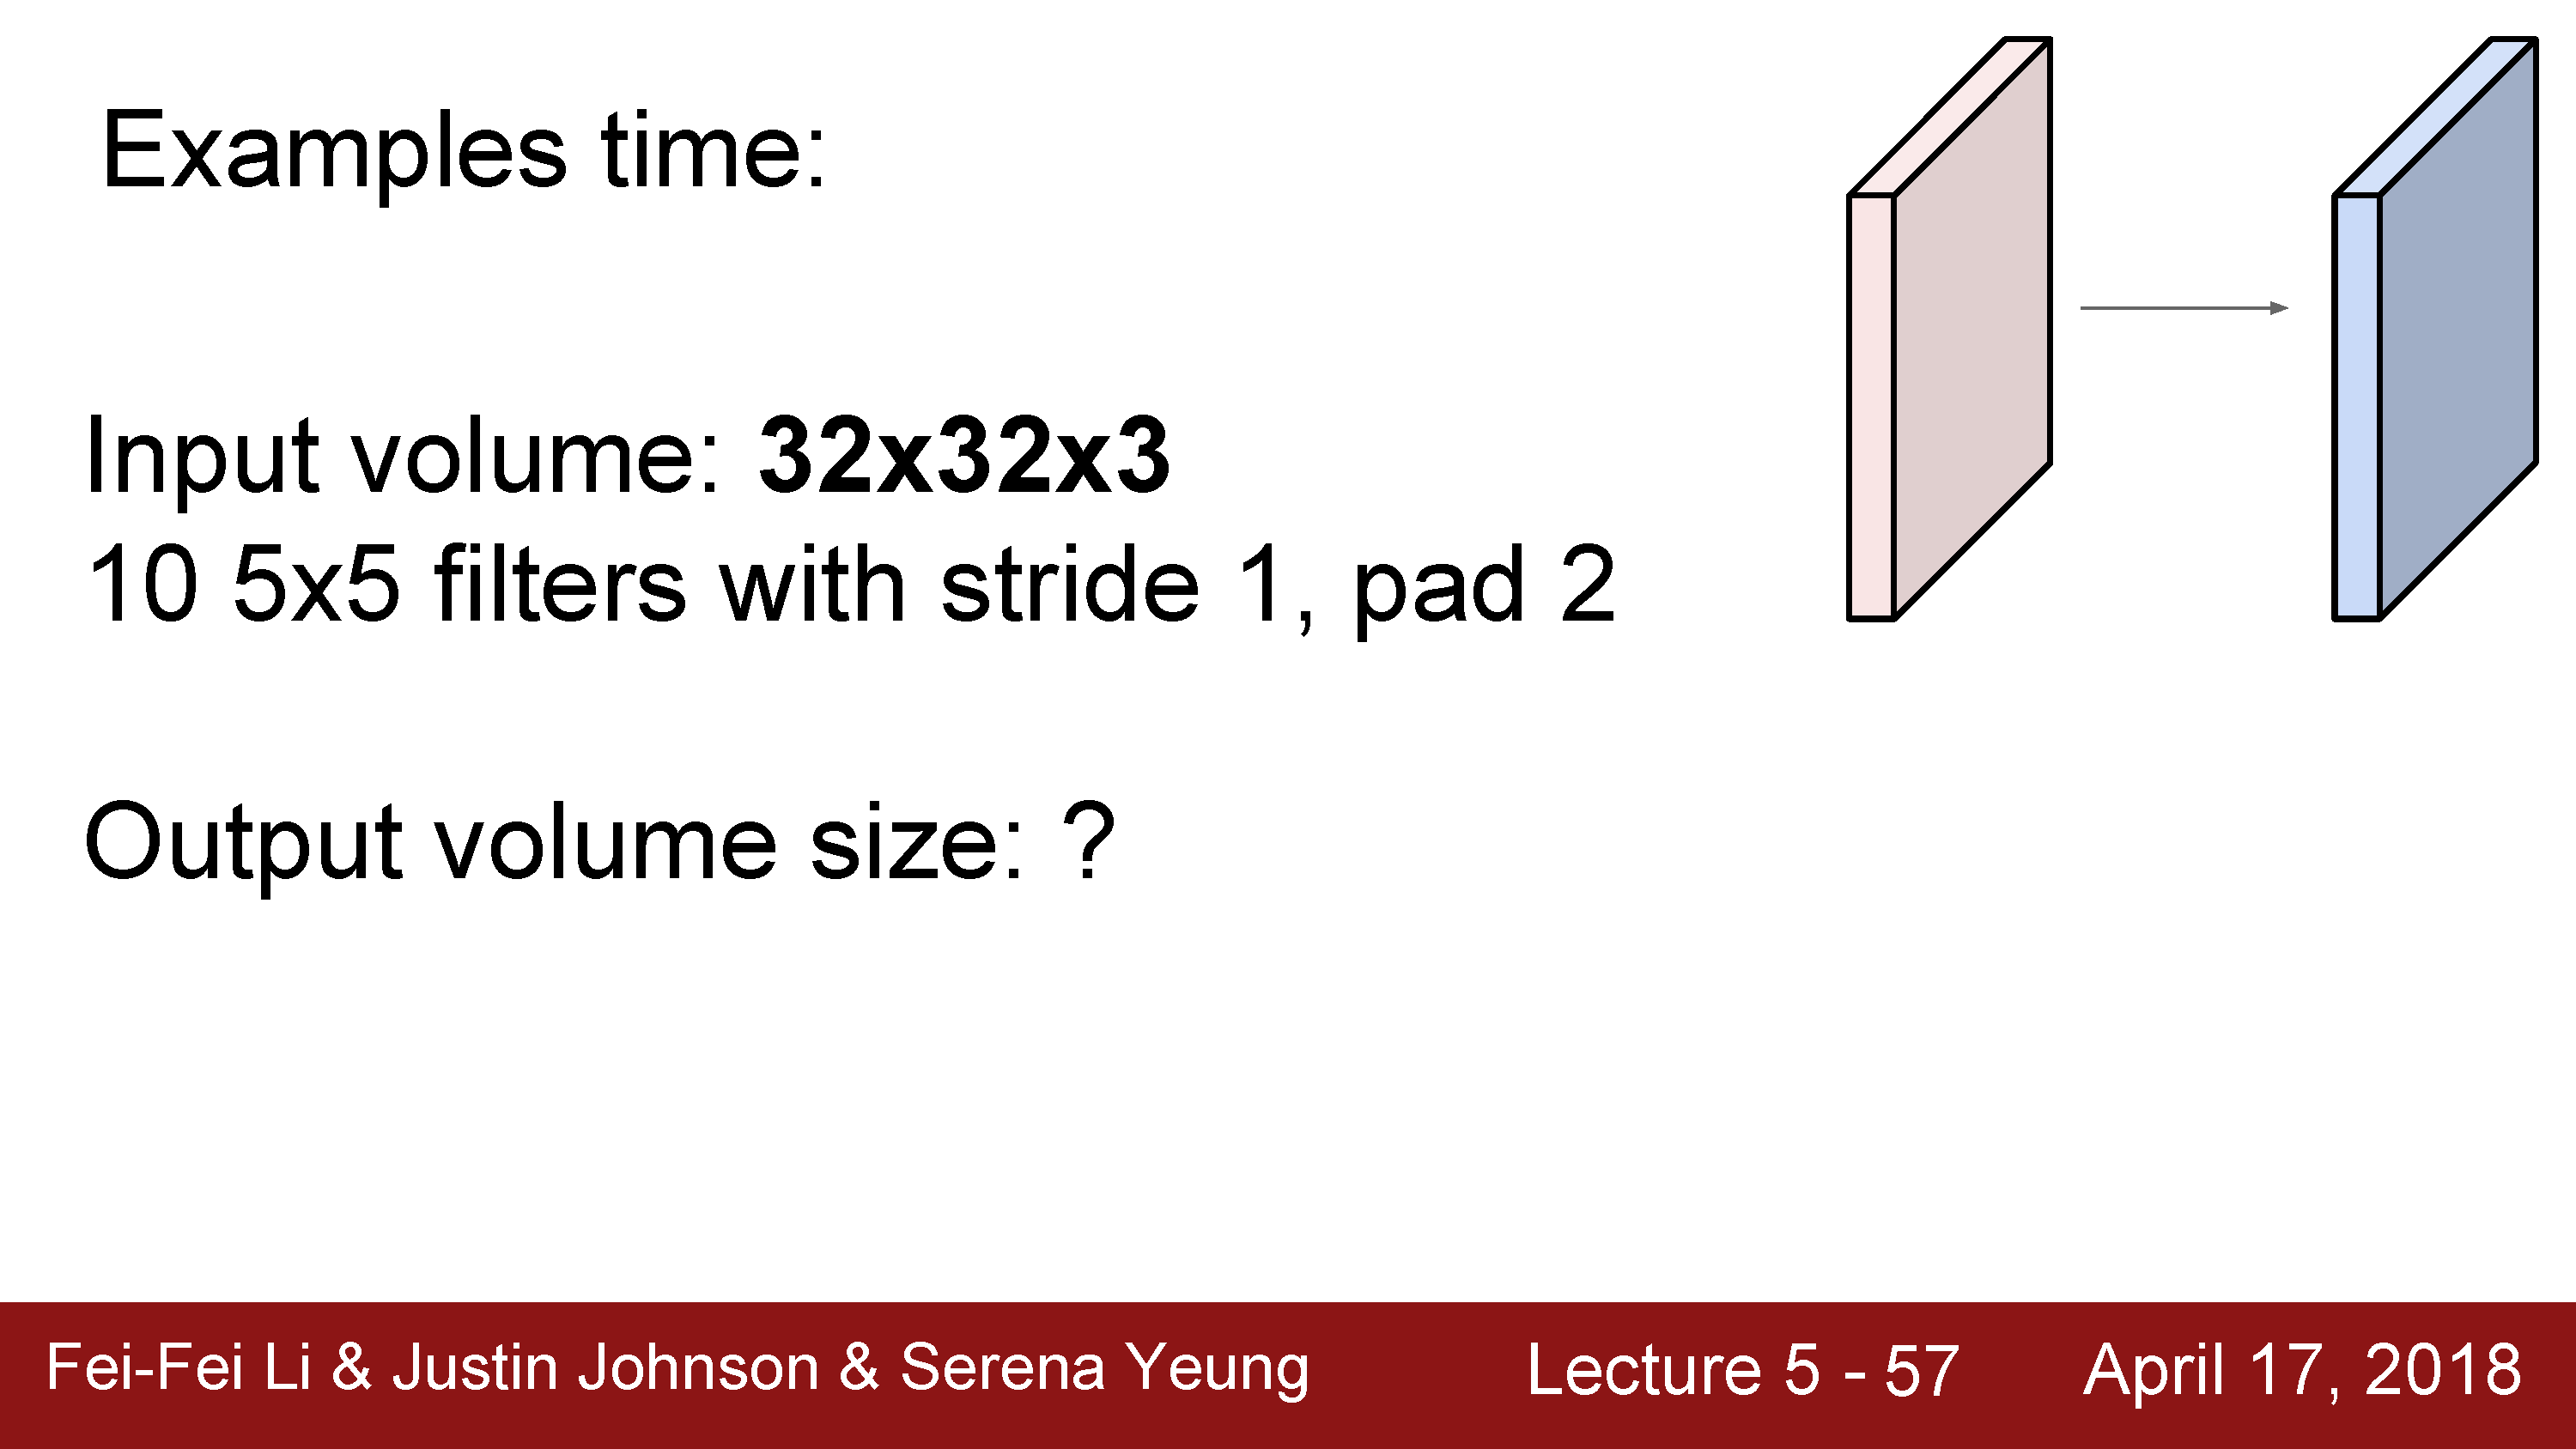 Examples time:
Input volume: 32x32x3
10 5x5 filters with stride 1, pad 2
Output volume size: ?
Fei-Fei Li & Justin Johnson & Serena Yeung
Lecture 5 - 57
April 17, 2018